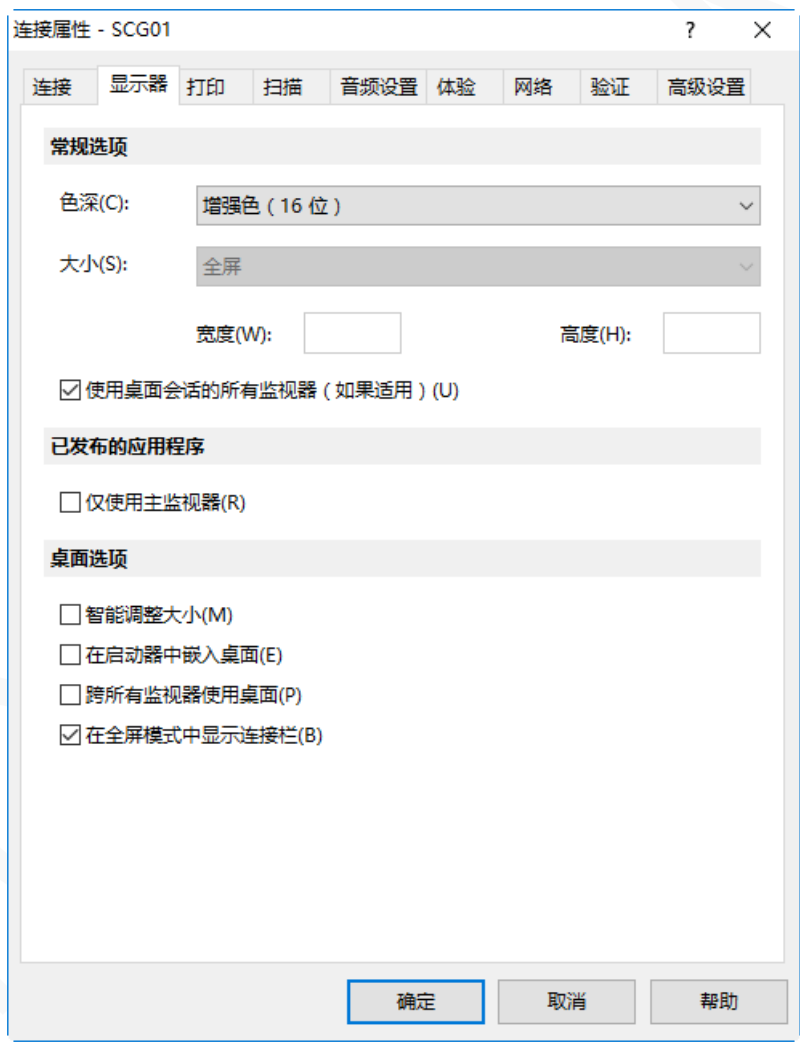 连接属性 - SCG01 ?
连接 显示器 打印 扫描 音频设置 体验 网络 验证 高级设置
常规选项
色深(C): 增强色（16 位）
大小(S): 全屏
宽度(W): 高度(H):
使用桌面会话的所有监视器（如果适用）(U)
已发布的应用程序
仅使用主监视器(R)
桌面选项
智能调整大小(M)
在启动器中嵌入桌面(E)
跨所有监视器使用桌面(P)
在全屏模式中显示连接栏(B)
确定 取消 帮助